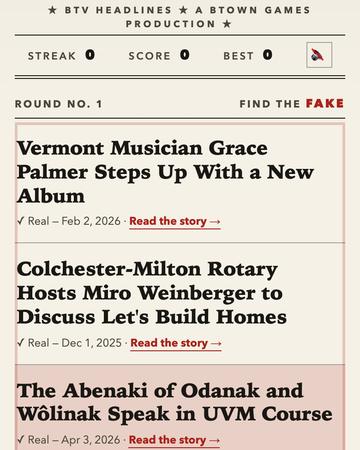 ★ BTV HEADLINES ★ A BTOWN GAMES
PRODUCTION ★
STREAK 0 SCORE 0 BEST 0
ROUND NO. 1 FIND THE FAKE
Vermont Musician Grace
Palmer Steps Up With a New
Album
✓ Real — Feb 2, 2026 · Read the story →
Colchester-Milton Rotary
Hosts Miro Weinberger to
Discuss Let's Build Homes
✓ Real — Dec 1, 2025 · Read the story →
The Abenaki of Odanak and
Wôlinak Speak in UVM Course
✓ Real — Apr 3, 2026 · Read the story →